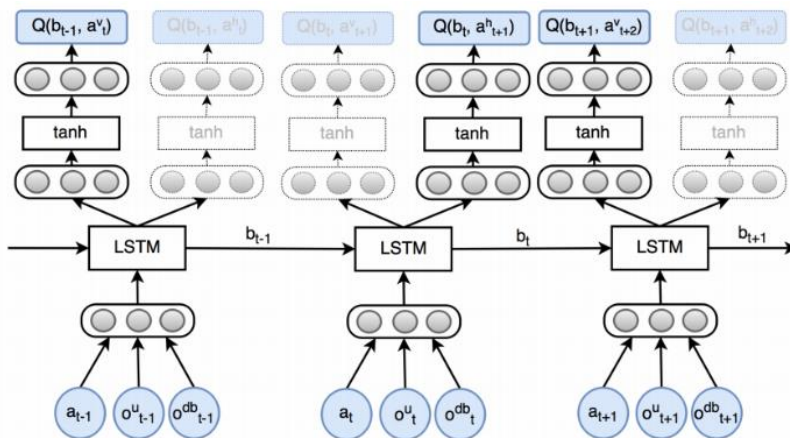 Q(b_{t-1}, a^v_t) Q(b_{t-1}, a^h_t) Q(b_t, a^v_{t+1}) Q(b_t, a^h_{t+1}) Q(b_{t+1}, a^v_{t+2}) Q(b_{t+1}, a^h_{t+2})
tanh tanh tanh tanh tanh tanh
LSTM b_{t-1} LSTM b_t LSTM b_{t+1}
a_{t-1} o^u_{t-1} o^{db}_{t-1} a_t o^u_t o^{db}_t a_{t+1} o^u_{t+1} o^{db}_{t+1}